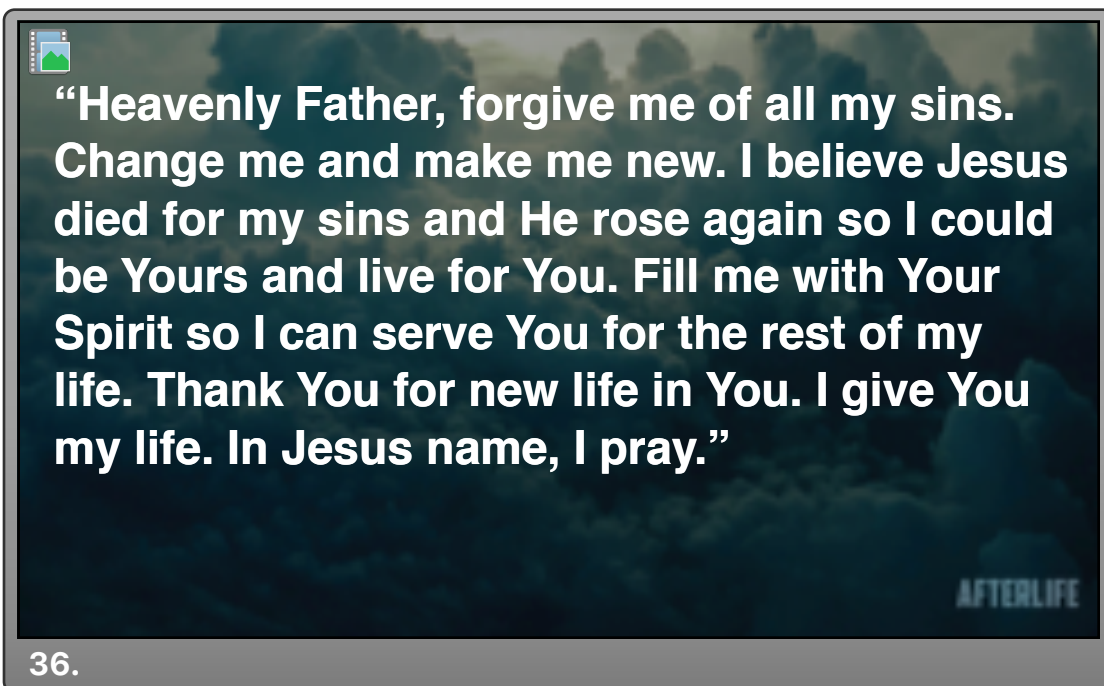 “Heavenly Father, forgive me of all my sins.
Change me and make me new. I believe Jesus
died for my sins and He rose again so I could
be Yours and live for You. Fill me with Your
Spirit so I can serve You for the rest of my
life. Thank You for new life in You. I give You
my life. In Jesus name, I pray.”
AFTERLIFE
36.